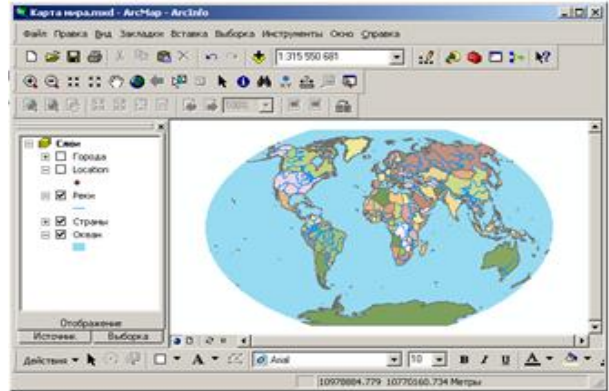 Карта мира.mxd - ArcMap - ArcInfo
Файл Правка Вид Закладки Вставка Выборка Инструменты Окно Справка
1:315 550 681
100%
Слои
Города
Location
Реки
Страны
Океан
Отображение
Источник. Выборка
Действия
A Arial 10 B I U A
10978884.779 10770160.734 Метры